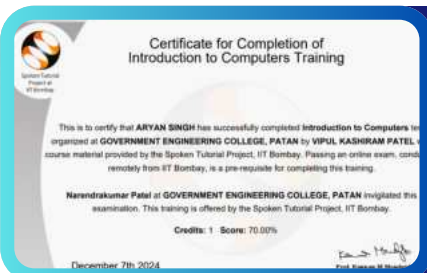 Spoken Tutorial
Project at
IIT Bombay
Certificate for Completion of
Introduction to Computers Training
This is to certify that ARYAN SINGH has successfully completed Introduction to Computers
organized at GOVERNMENT ENGINEERING COLLEGE, PATAN by VIPUL KASHIRAM PATEL
course material provided by the Spoken Tutorial Project, IIT Bombay. Passing an online exam,
remotely from IIT Bombay, is a pre-requisite for completing this training.
Narendrakumar Patel at GOVERNMENT ENGINEERING COLLEGE, PATAN invigilated this
examination. This training is offered by the Spoken Tutorial Project, IIT Bombay.
Credits: 1 Score: 70.00%
December 7th 2024
Prof. Kannan M